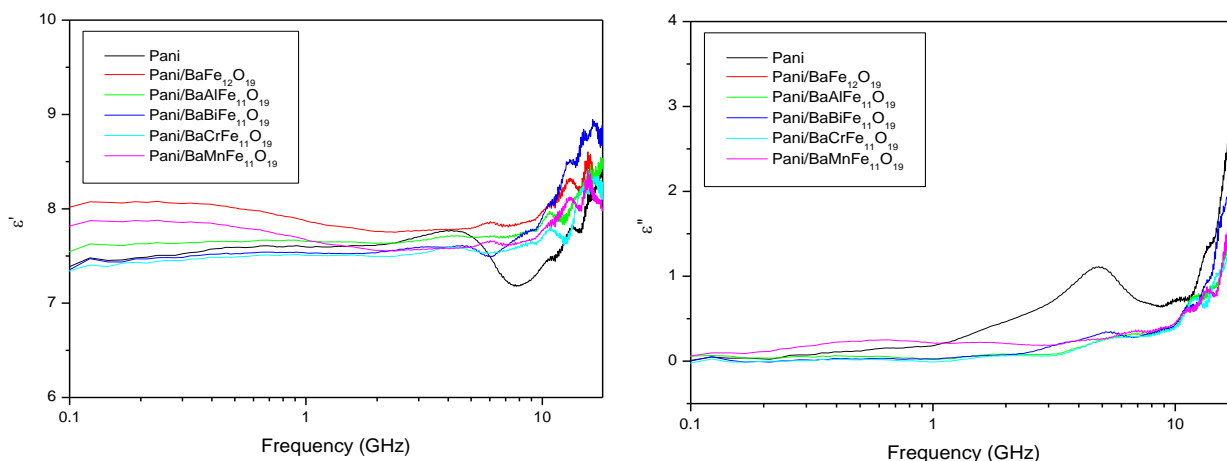 10
9
8
7
6
ε'
Pani
Pani/BaFe₁₂O₁₉
Pani/BaAlFe₁₁O₁₉
Pani/BaBiFe₁₁O₁₉
Pani/BaCrFe₁₁O₁₉
Pani/BaMnFe₁₁O₁₉
0.1
1
10
Frequency (GHz)
4
3
2
1
0
ε"
Pani
Pani/BaFe₁₂O₁₉
Pani/BaAlFe₁₁O₁₉
Pani/BaBiFe₁₁O₁₉
Pani/BaCrFe₁₁O₁₉
Pani/BaMnFe₁₁O₁₉
0.1
1
10
Frequency (GHz)